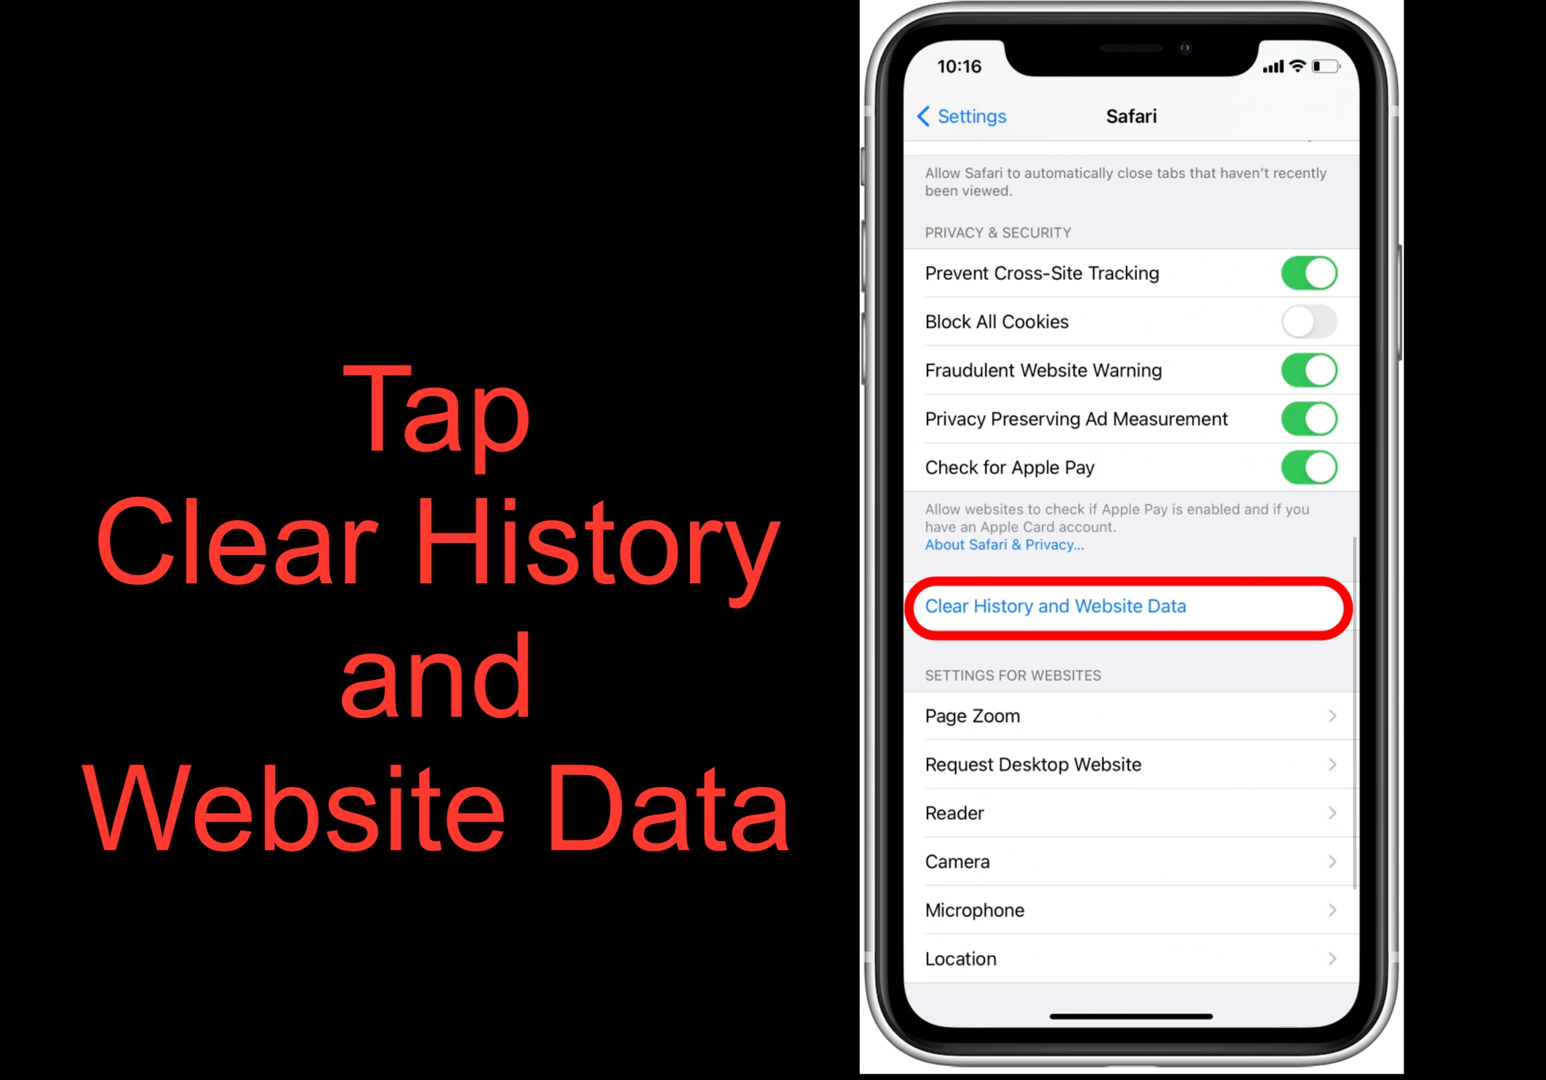 Tap
Clear History
and
Website Data
10:16
Settings
Safari
Allow Safari to automatically close tabs that haven't recently
been viewed.
PRIVACY & SECURITY
Prevent Cross-Site Tracking
Block All Cookies
Fraudulent Website Warning
Privacy Preserving Ad Measurement
Check for Apple Pay
Allow websites to check if Apple Pay is enabled and if you
have an Apple Card account.
About Safari & Privacy...
Clear History and Website Data
SETTINGS FOR WEBSITES
Page Zoom
Request Desktop Website
Reader
Camera
Microphone
Location